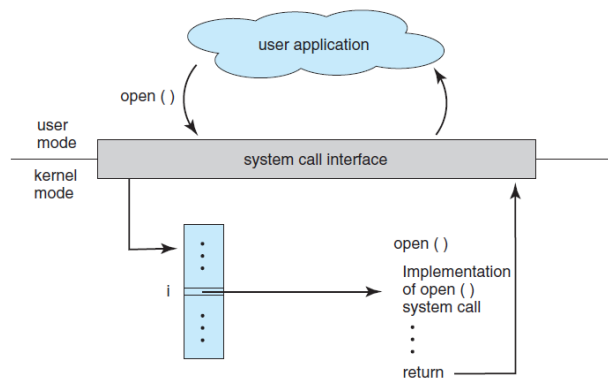 user application
open ( )
user
mode
system call interface
kernel
mode
i
open ( )
Implementation
of open ( )
system call
return